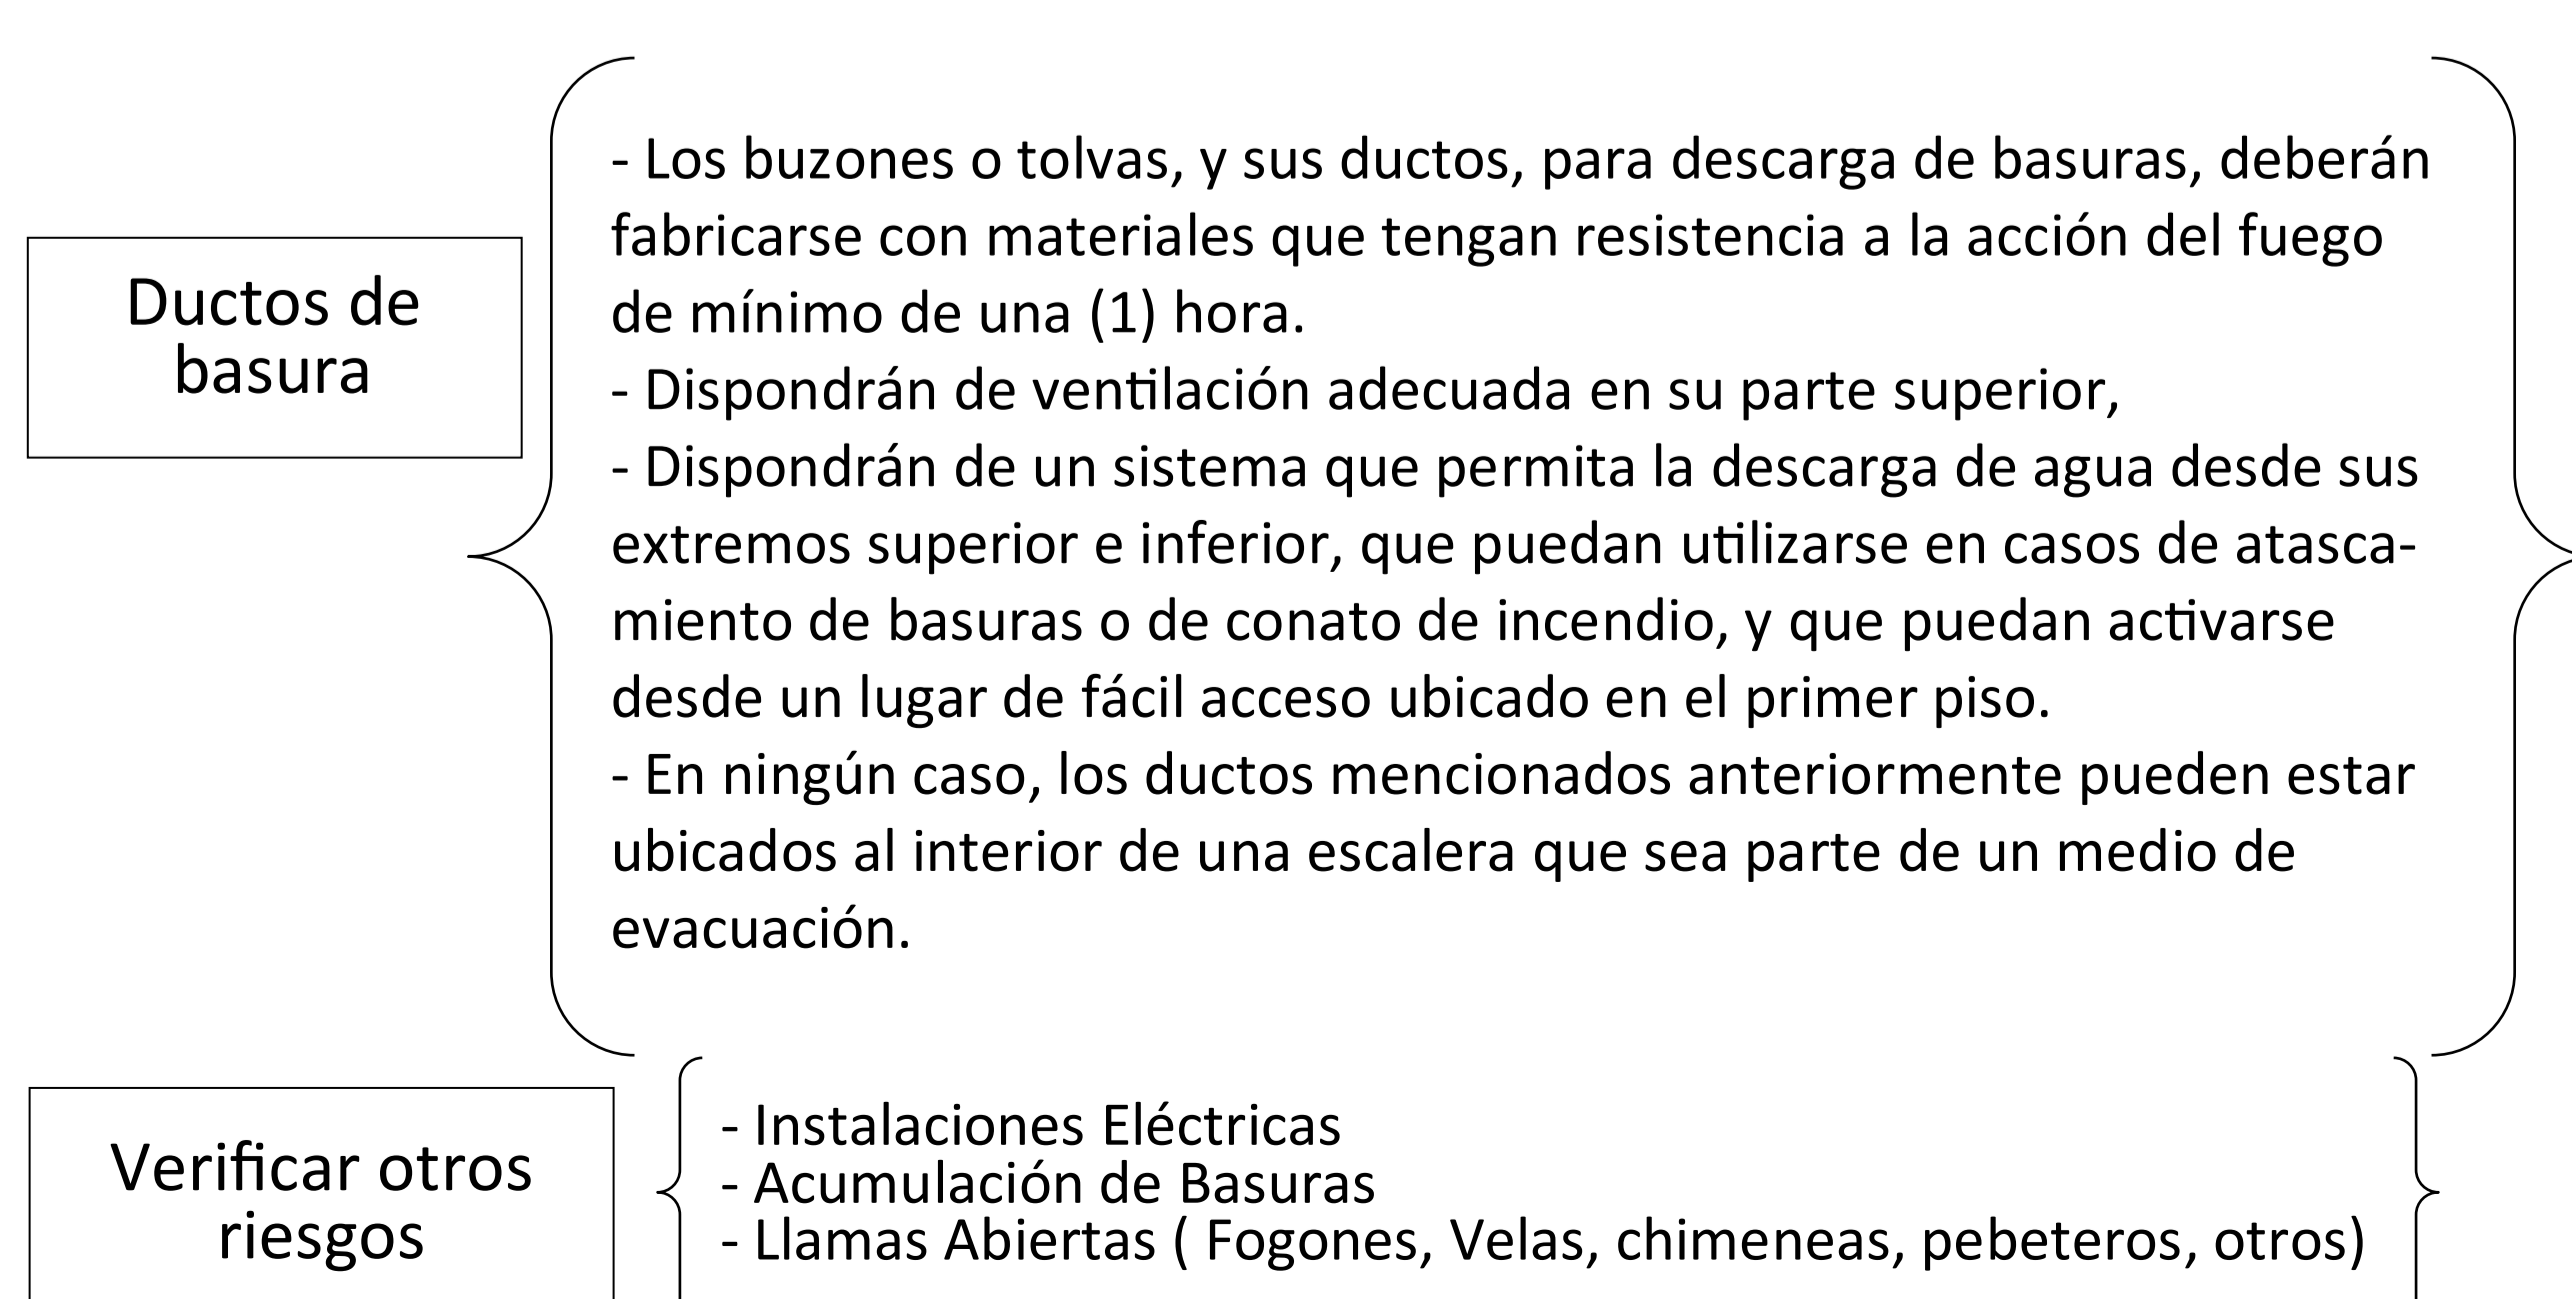 Ductos de
basura
- Los buzones o tolvas, y sus ductos, para descarga de basuras, deberán
fabricarse con materiales que tengan resistencia a la acción del fuego
de mínimo de una (1) hora.
- Dispondrán de ventilación adecuada en su parte superior,
- Dispondrán de un sistema que permita la descarga de agua desde sus
extremos superior e inferior, que puedan utilizarse en casos de atasca-
miento de basuras o de conato de incendio, y que puedan activarse
desde un lugar de fácil acceso ubicado en el primer piso.
- En ningún caso, los ductos mencionados anteriormente pueden estar
ubicados al interior de una escalera que sea parte de un medio de
evacuación.
Verificar otros
riesgos
- Instalaciones Eléctricas
- Acumulación de Basuras
- Llamas Abiertas ( Fogones, Velas, chimeneas, pebeteros, otros)